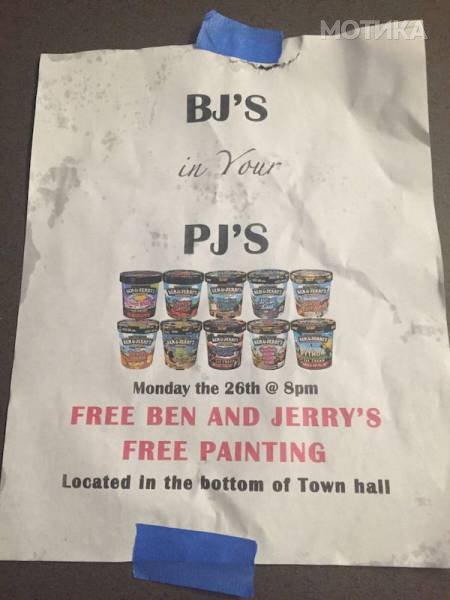 МОТИКА
BJ'S
in Your
PJ'S
Monday the 26th @ 8pm
FREE BEN AND JERRY'S
FREE PAINTING
Located in the bottom of Town hall